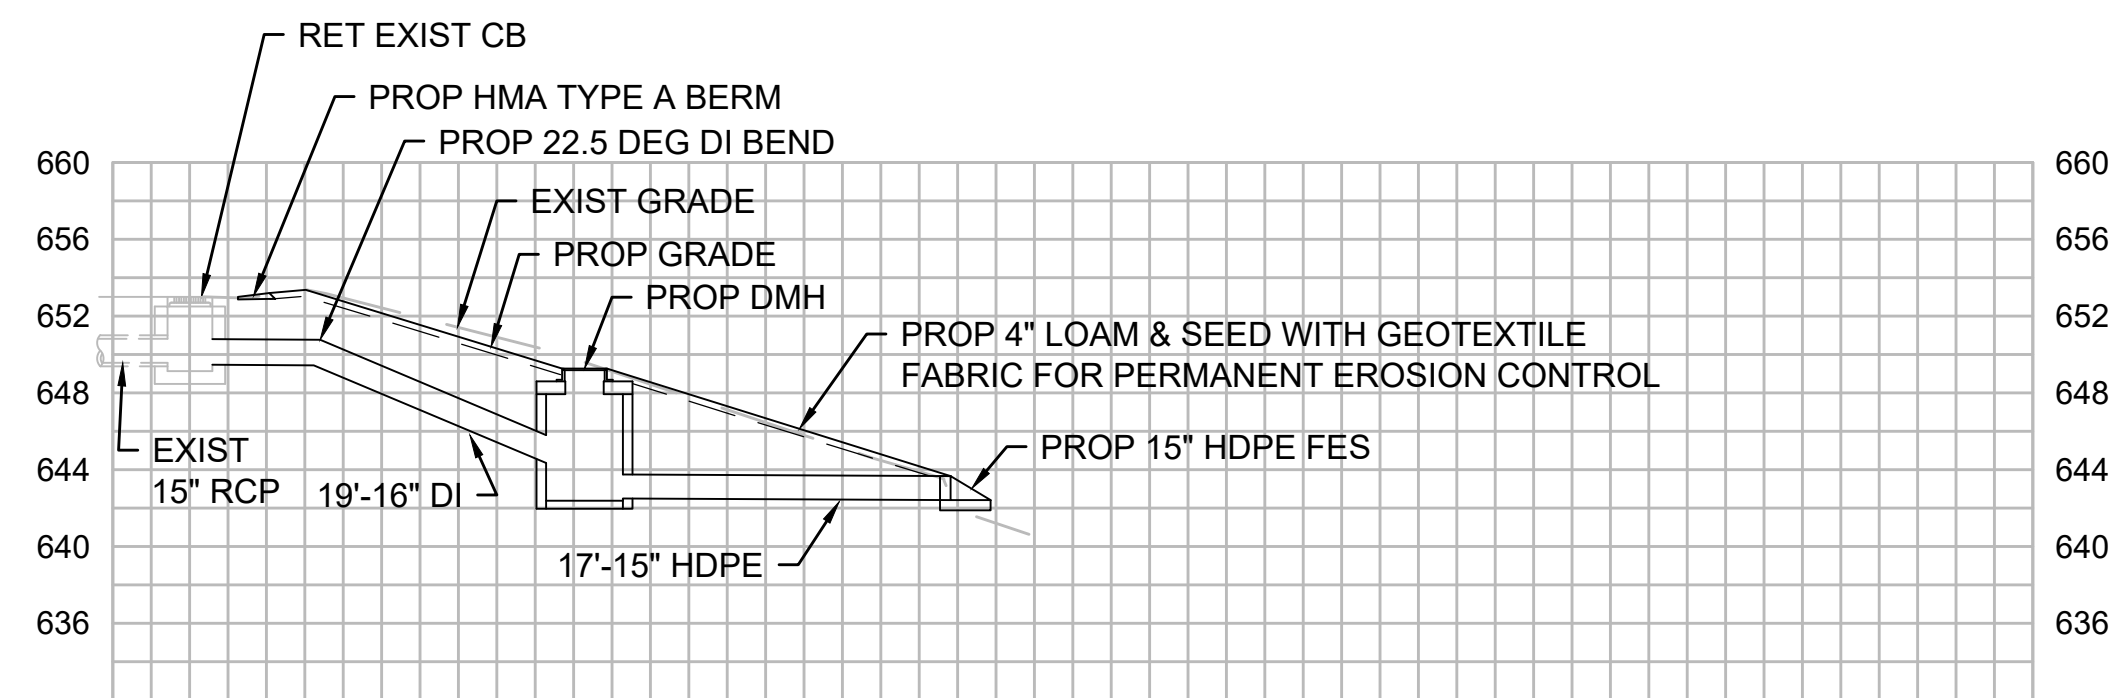 RET EXIST CB
PROP HMA TYPE A BERM
PROP 22.5 DEG DI BEND
660
660
EXIST GRADE
656
PROP GRADE
656
PROP DMH
652
652
PROP 4" LOAM & SEED WITH GEOTEXTILE
FABRIC FOR PERMANENT EROSION CONTROL
648
648
EXIST
15" RCP
PROP 15" HDPE FES
644
644
19'-16" DI
640
640
17'-15" HDPE
636
636